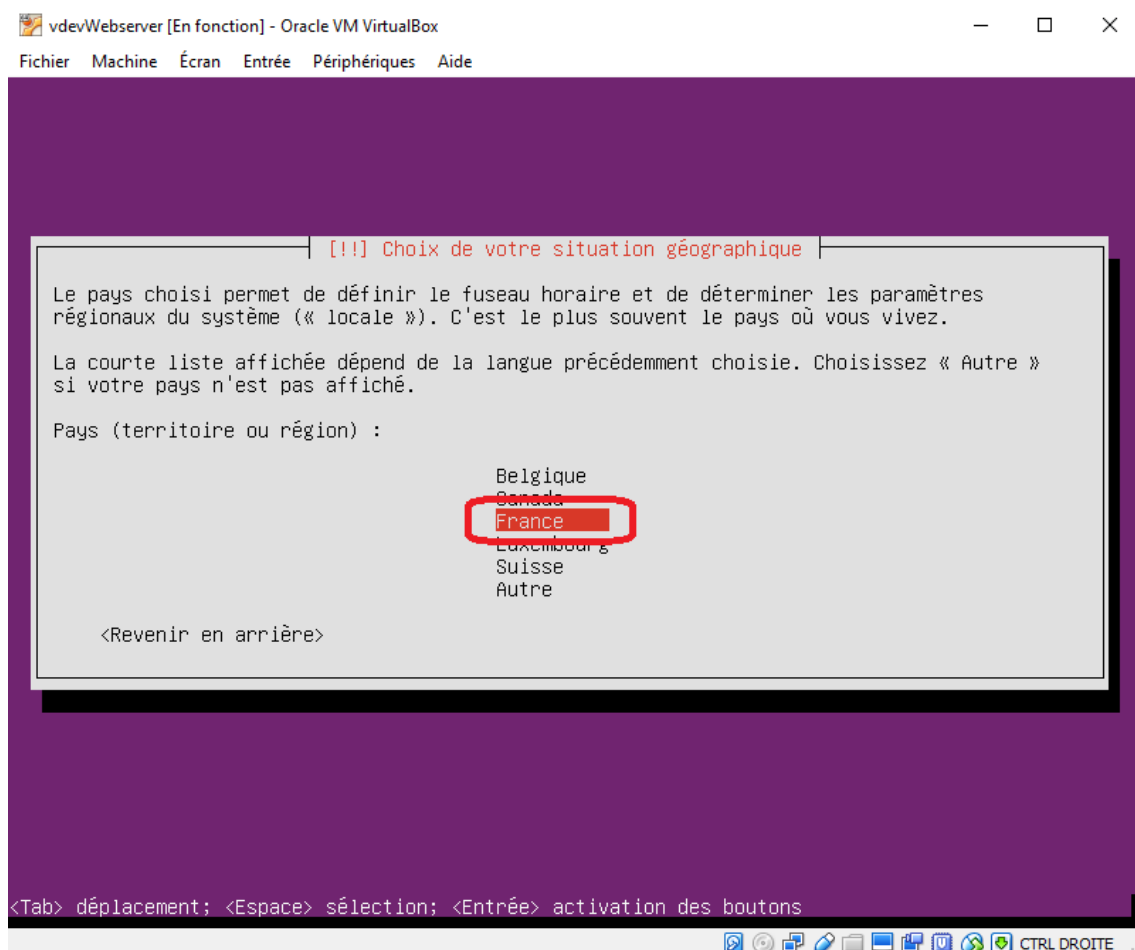 vdevWebserver [En fonction] - Oracle VM VirtualBox
Fichier Machine Écran Entrée Périphériques Aide
[!!] Choix de votre situation géographique
Le pays choisi permet de définir le fuseau horaire et de déterminer les paramètres
régionaux du système (« locale »). C'est le plus souvent le pays où vous vivez.
La courte liste affichée dépend de la langue précédemment choisie. Choisissez « Autre »
si votre pays n'est pas affiché.
Pays (territoire ou région) :
Belgique
Canada
France
Luxembourg
Suisse
Autre
<Revenir en arrière>
<Tab> déplacement; <Espace> sélection; <Entrée> activation des boutons
CTRL DROITE